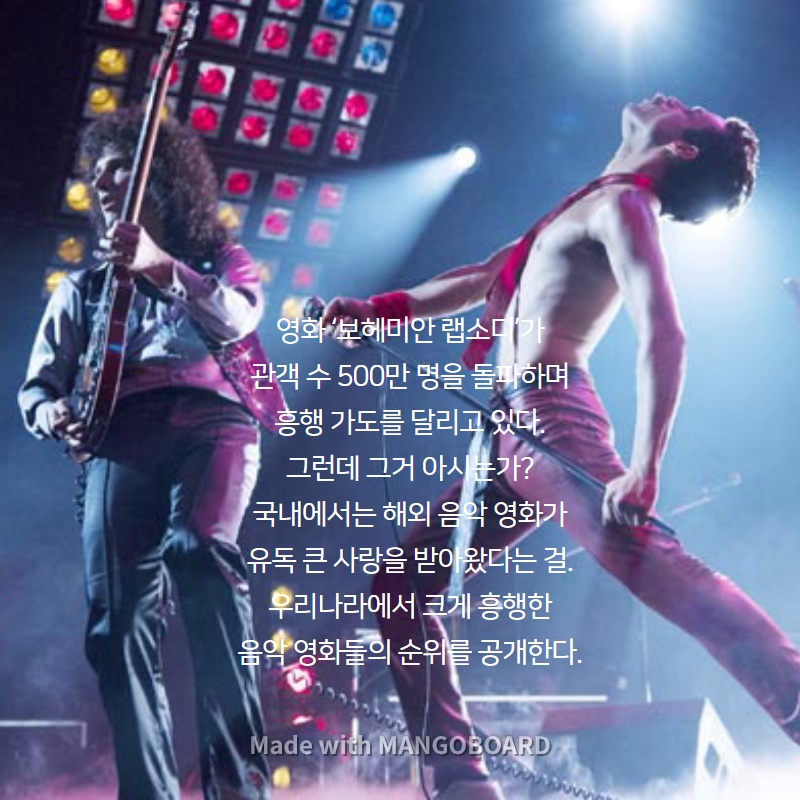 영화 ‘보헤미안 랩소디’가
관객 수 500만 명을 돌파하며
흥행 가도를 달리고 있다.
그런데 그거 아시는가?
국내에서는 해외 음악 영화가
유독 큰 사랑을 받아왔다는 걸.
우리나라에서 크게 흥행한
음악 영화들의 순위를 공개한다.
Made with MANGOBOARD